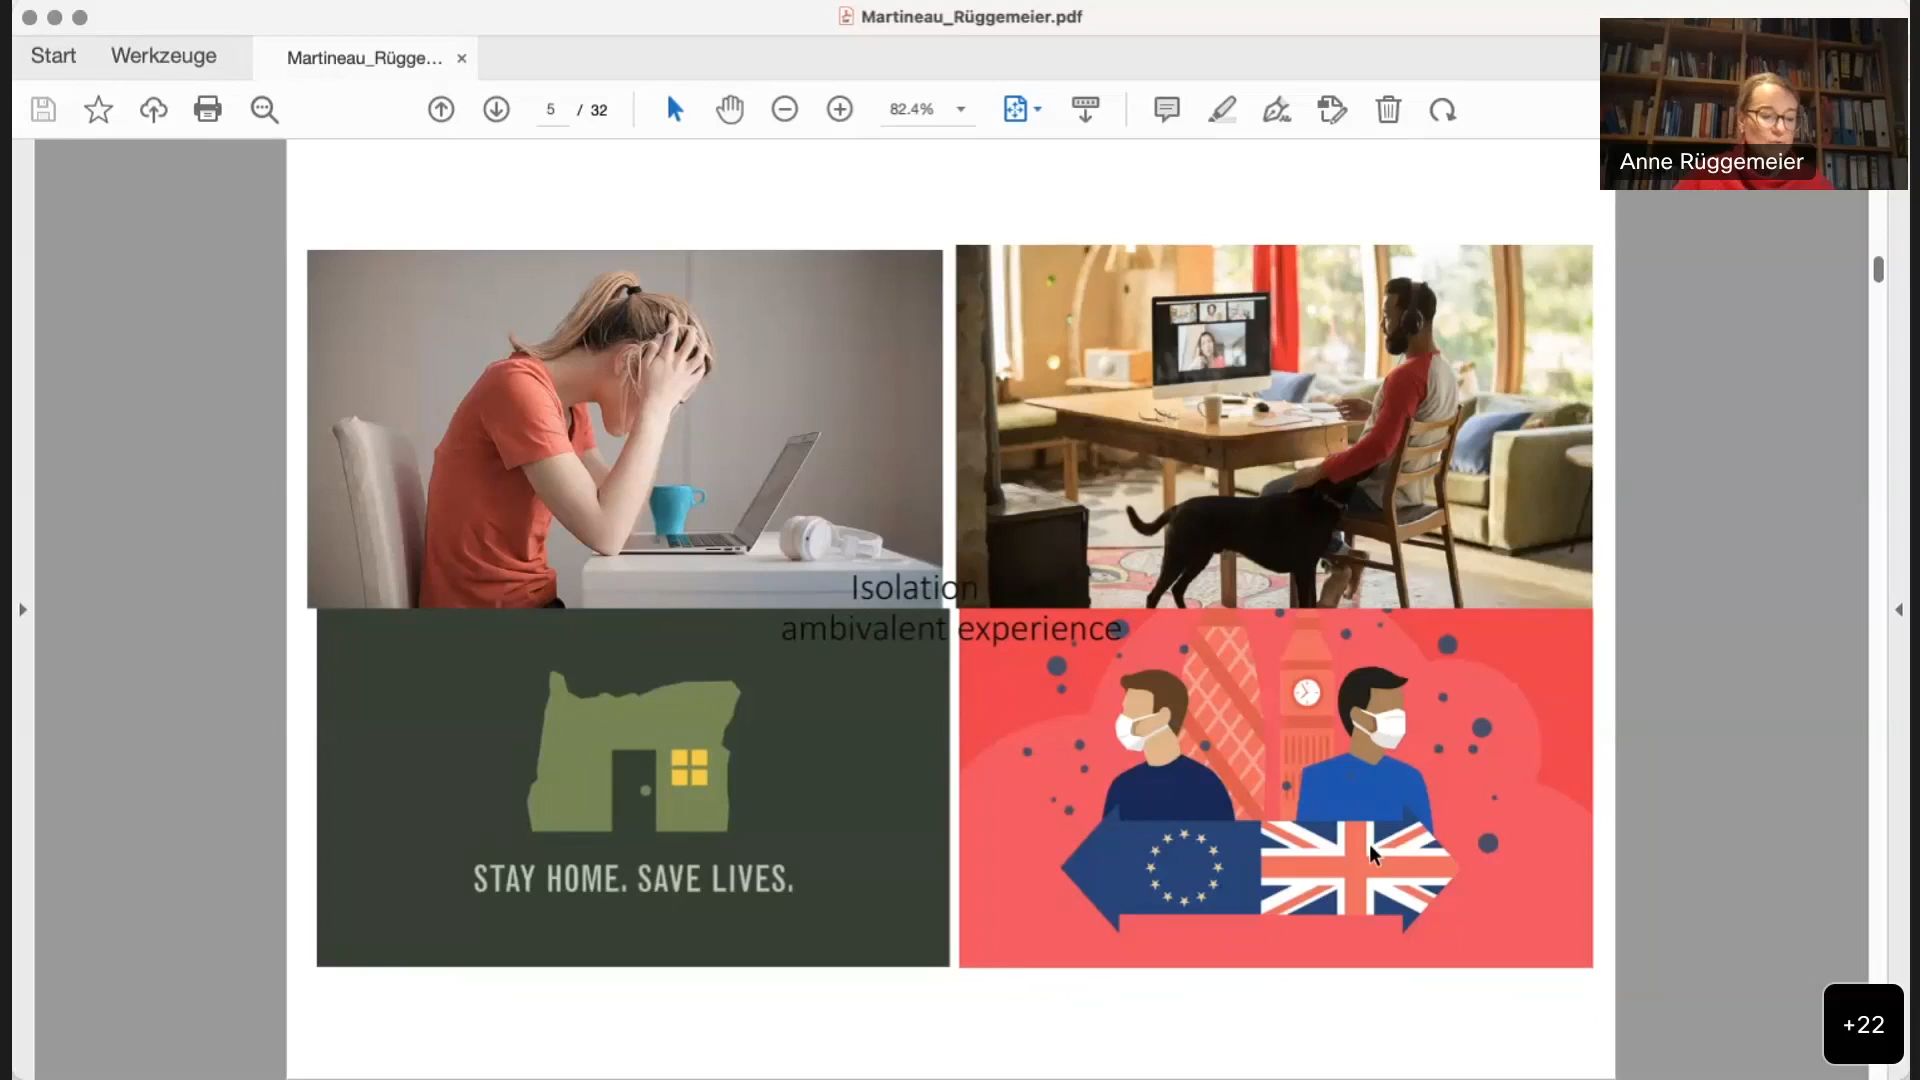 Martineau_Rüggemeier.pdf
Start
Werkzeuge
Martineau_Rügge...
5 / 32
82.4%
Anne Rüggemeier
Isolation
ambivalent experience
STAY HOME. SAVE LIVES.
+22